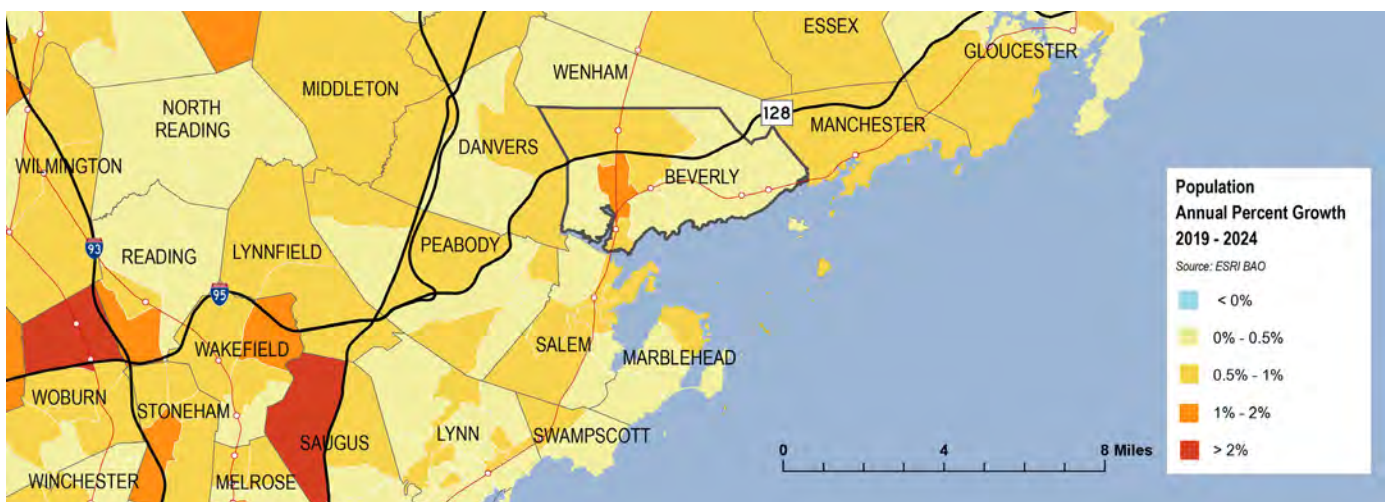 ESSEX
GLOUCESTER
WENHAM
MIDDLETON
NORTH
READING
128
MANCHESTER
DANVERS
WILMINGTON
BEVERLY
Population
Annual Percent Growth
2019 - 2024
Source: ESRI BAO
< 0%
0% - 0.5%
0.5% - 1%
1% - 2%
> 2%
93
READING
LYNNFIELD
PEABODY
95
WAKEFIELD
SALEM
MARBLEHEAD
WOBURN
STONEHAM
SAUGUS
LYNN
SWAMPSCOTT
WINCHESTER
MELROSE
0 4 8 Miles